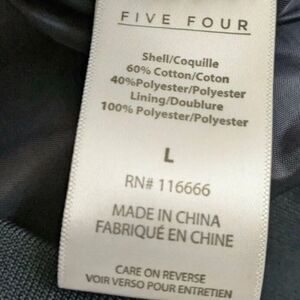 FIVE FOUR
Shell/Coquille
60% Cotton/Coton
40%Polyester/Polyester
Lining/Doublure
100% Polyester/Polyester
L
RN# 116666
MADE IN CHINA
FABRIQUÉ EN CHINE
CARE ON REVERSE
VOIR VERSO POUR ENTRETIEN